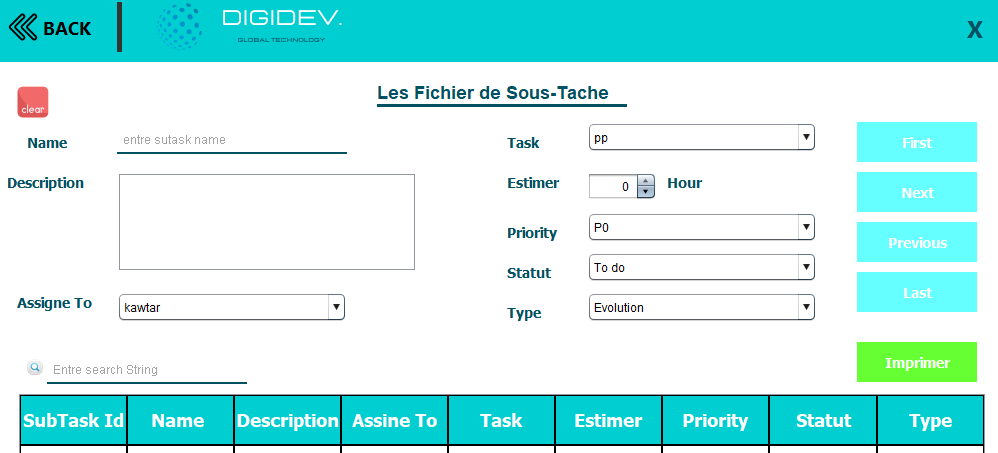 BACK
DIGIDEV.
GLOBAL TECHNOLOGY
X
clear
Les Fichier de Sous-Tache
Name
entre sutask name
Task
pp
First
Description
Estimer
0
Hour
Next
Priority
P0
Previous
Statut
To do
Last
Assigne To
kawtar
Type
Evolution
Imprimer
Entre search String
SubTask Id Name Description Assine To Task Estimer Priority Statut Type